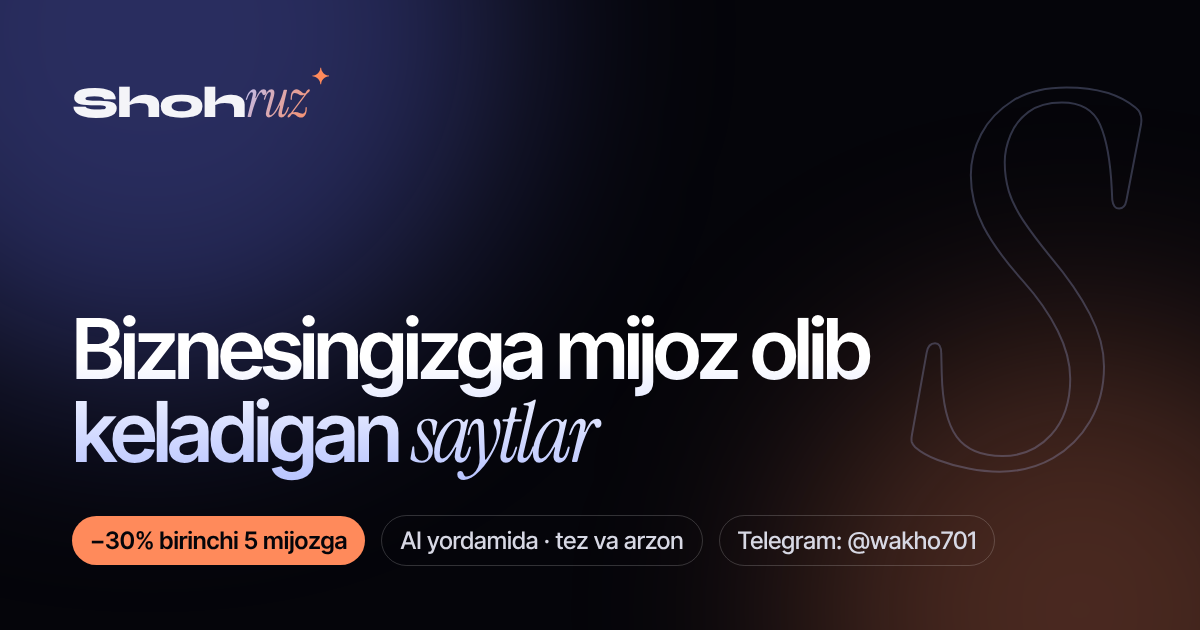 Shohruz
Biznesingizga mijoz olib
keladigan saytlar
−30% birinchi 5 mijozga
AI yordamida · tez va arzon
Telegram: @wakho701
S